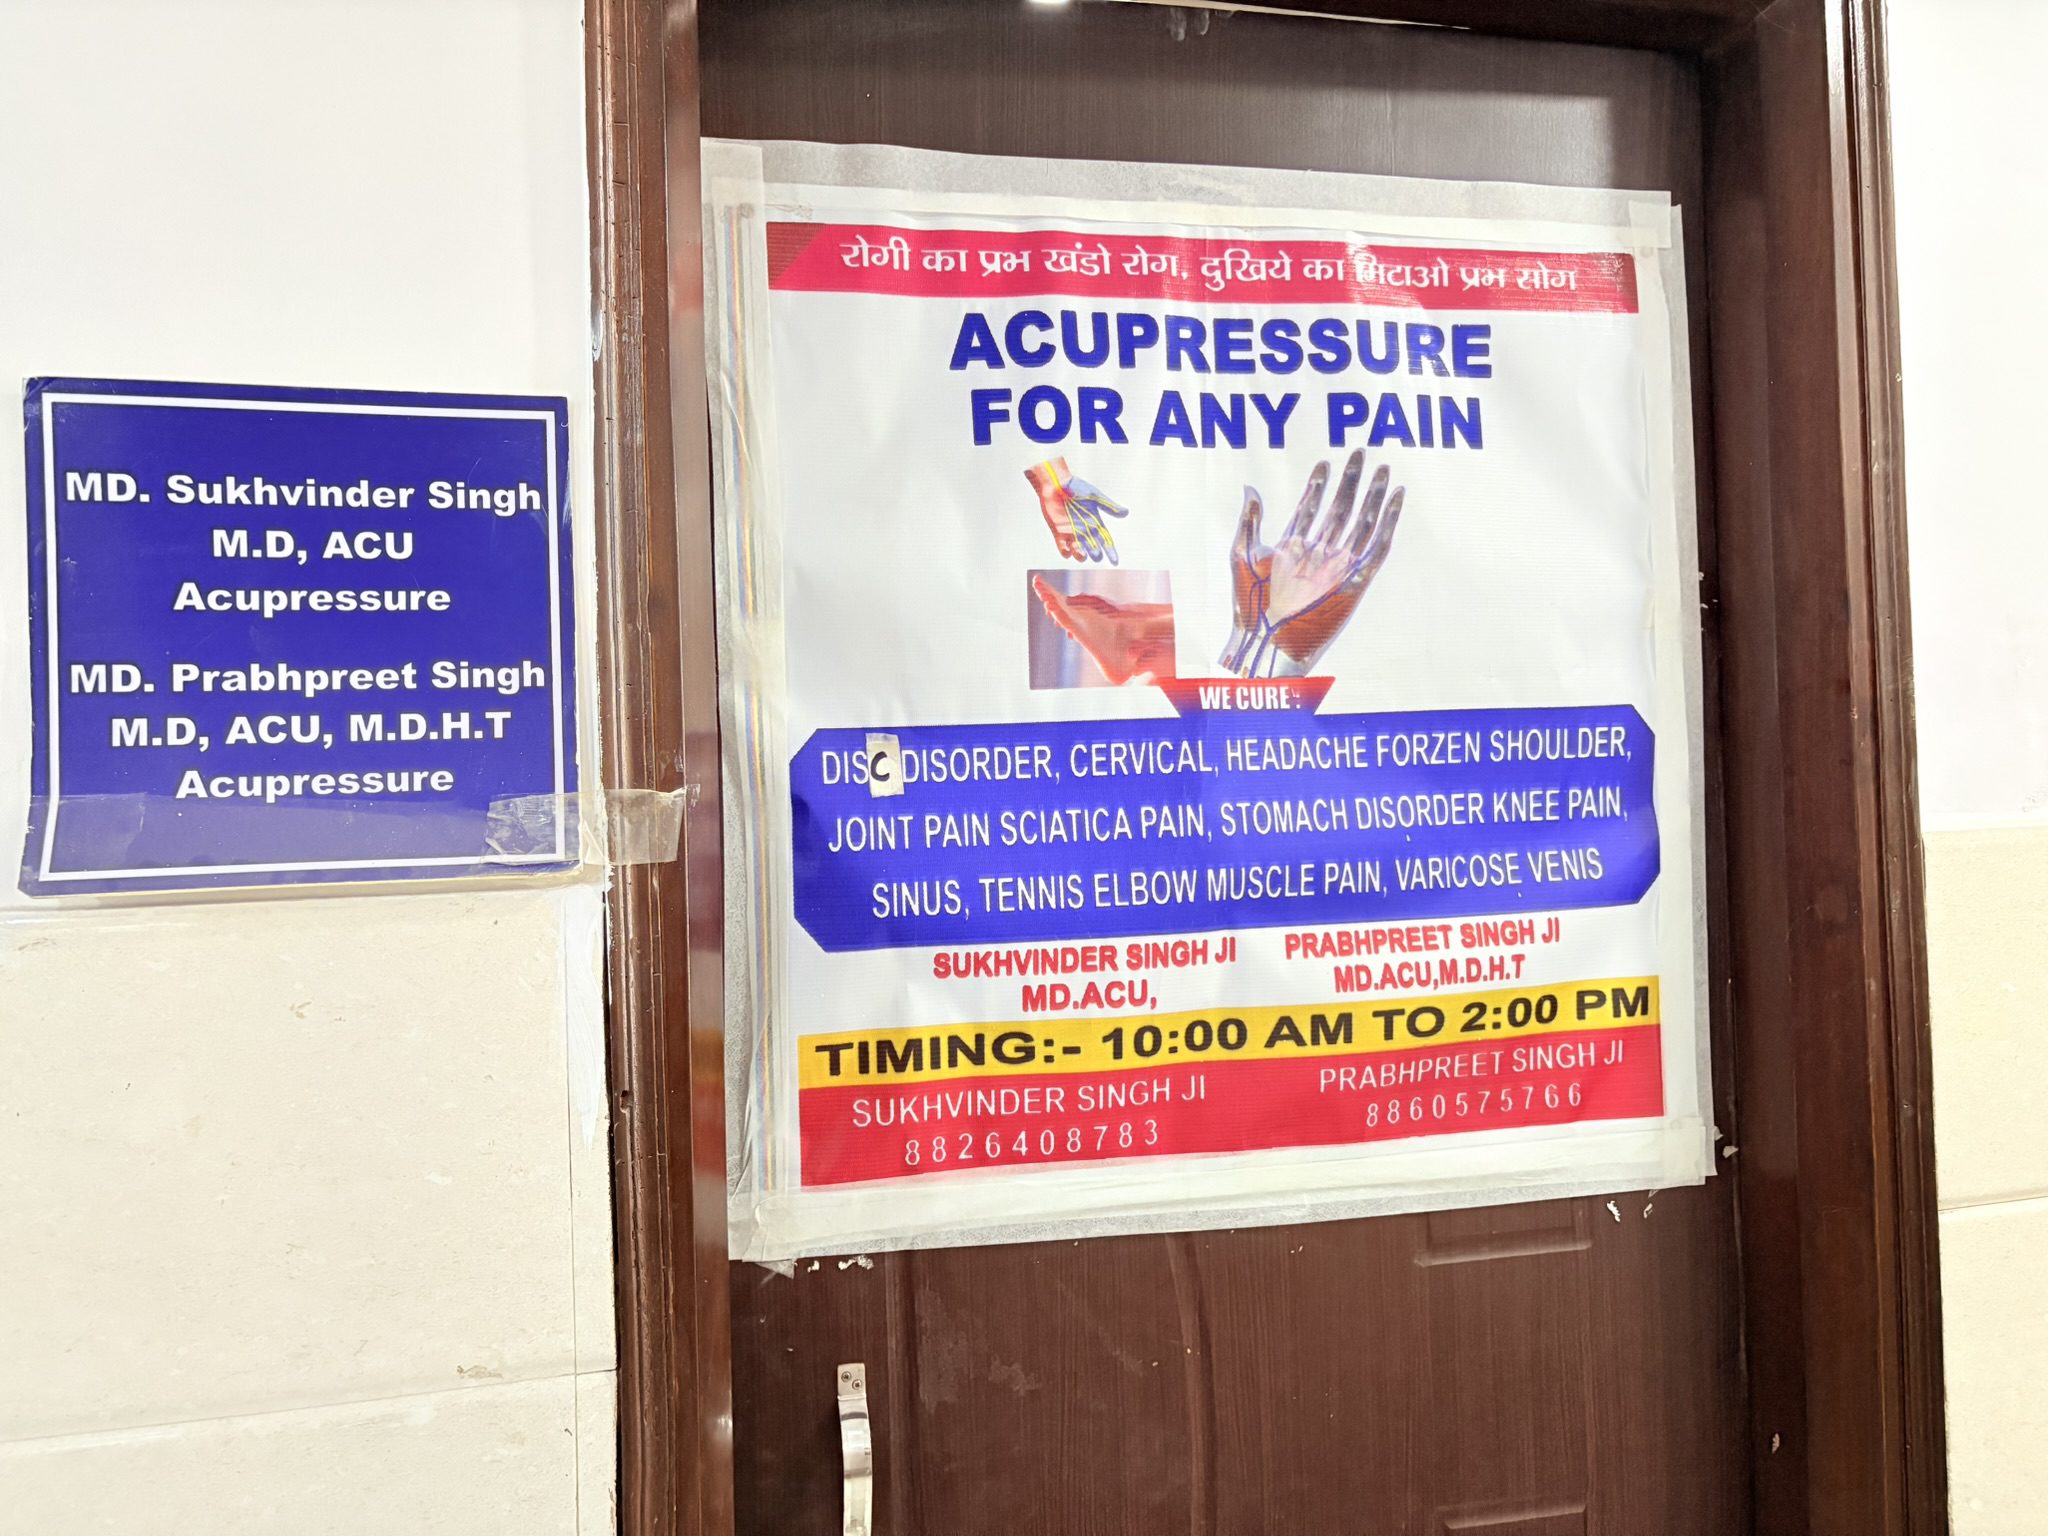 MD. Sukhvinder Singh
M.D, ACU
Acupressure
MD. Prabhpreet Singh
M.D, ACU, M.D.H.T
Acupressure
रोगी का प्रभ खंडो रोग, दुखिये का मिटाओ प्रभ सोग
ACUPRESSURE
FOR ANY PAIN
WE CURE :
DISC DISORDER, CERVICAL, HEADACHE FORZEN SHOULDER,
JOINT PAIN SCIATICA PAIN, STOMACH DISORDER KNEE PAIN,
SINUS, TENNIS ELBOW MUSCLE PAIN, VARICOSE VENIS
SUKHVINDER SINGH JI
MD.ACU,
PRABHPREET SINGH JI
MD.ACU,M.D.H.T
TIMING:- 10:00 AM TO 2:00 PM
SUKHVINDER SINGH JI
8826408783
PRABHPREET SINGH JI
8860575766